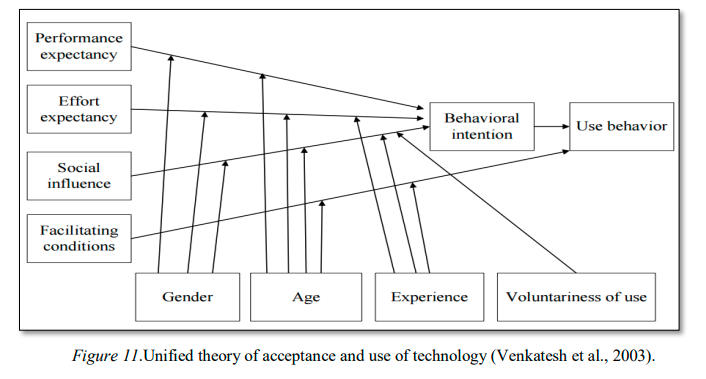 Performance
expectancy
Effort
expectancy
Behavioral
intention
Use behavior
Social
influence
Facilitating
conditions
Gender
Age
Experience
Voluntariness of use
Figure 11.Unified theory of acceptance and use of technology (Venkatesh et al., 2003).